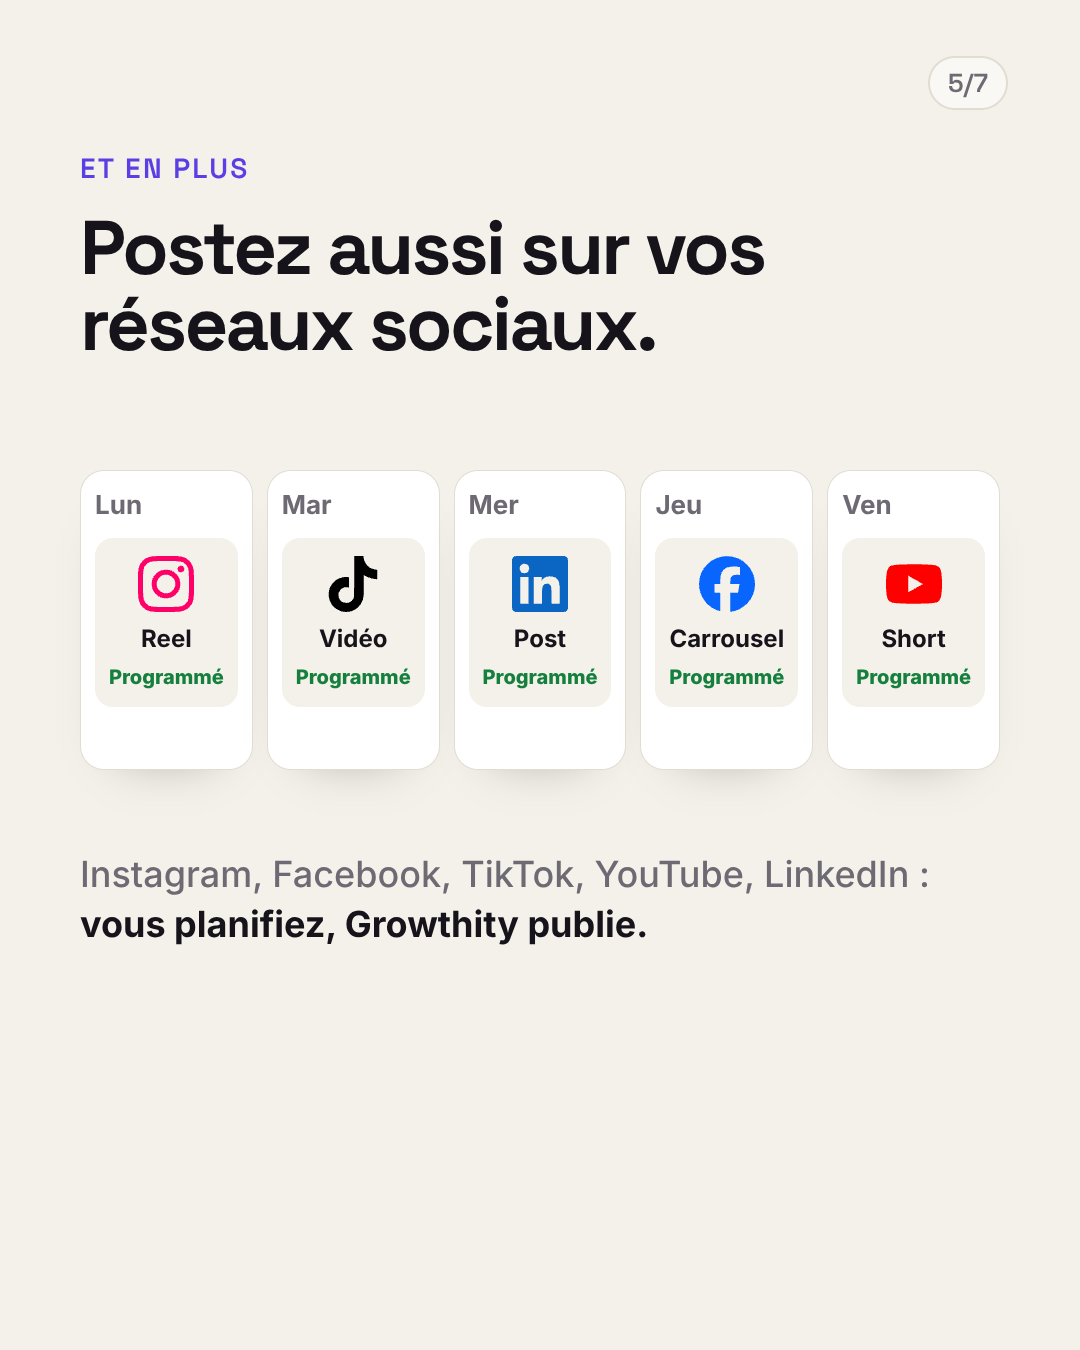 5/7
ET EN PLUS
Postez aussi sur vos
réseaux sociaux.
Lun
Reel
Programmé
Mar
Vidéo
Programmé
Mer
in
Post
Programmé
Jeu
Carrousel
Programmé
Ven
Short
Programmé
Instagram, Facebook, TikTok, YouTube, LinkedIn :
vous planifiez, Growthity publie.